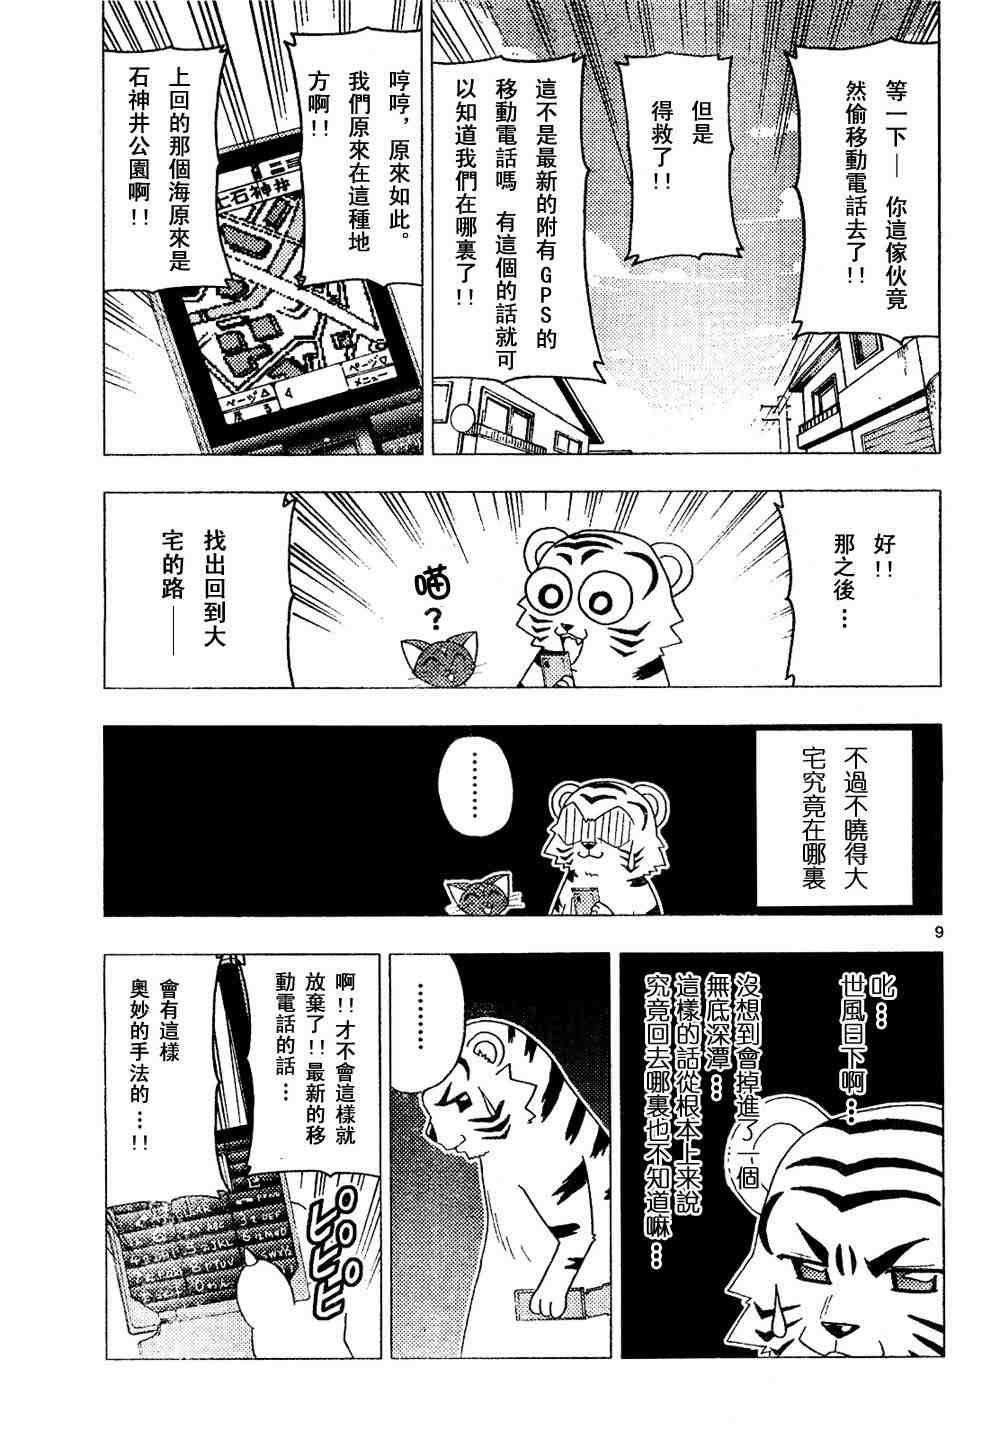 等一下— 你這傢伙竟
然偷移動電話去了!!
但是
得救了!!
這不是最新的附有GPS的
移動電話嗎 有這個的話就可
以知道我們在哪裏了!!
哼哼，原來如此。
我們原來在這種地
方啊!!
上回的那個海原來是
石神井公園啊!!
上石神井
ページ△
ページ▽
メニュー
4
好!!
那之後…
喵?
找出回到大
宅的路—
不過不曉得大
宅究竟在哪裏
………
9
叱…
世風日下啊…
沒想到會掉進了一個
無底深潭…
這樣的話從根本上来說
究竟回去哪裏也不知道嘛…
………
啊!!才不會這樣就
放棄了!!最新的移
動電話的話…
會有這樣
奧妙的手法的…!!
ピピピ
ピピ